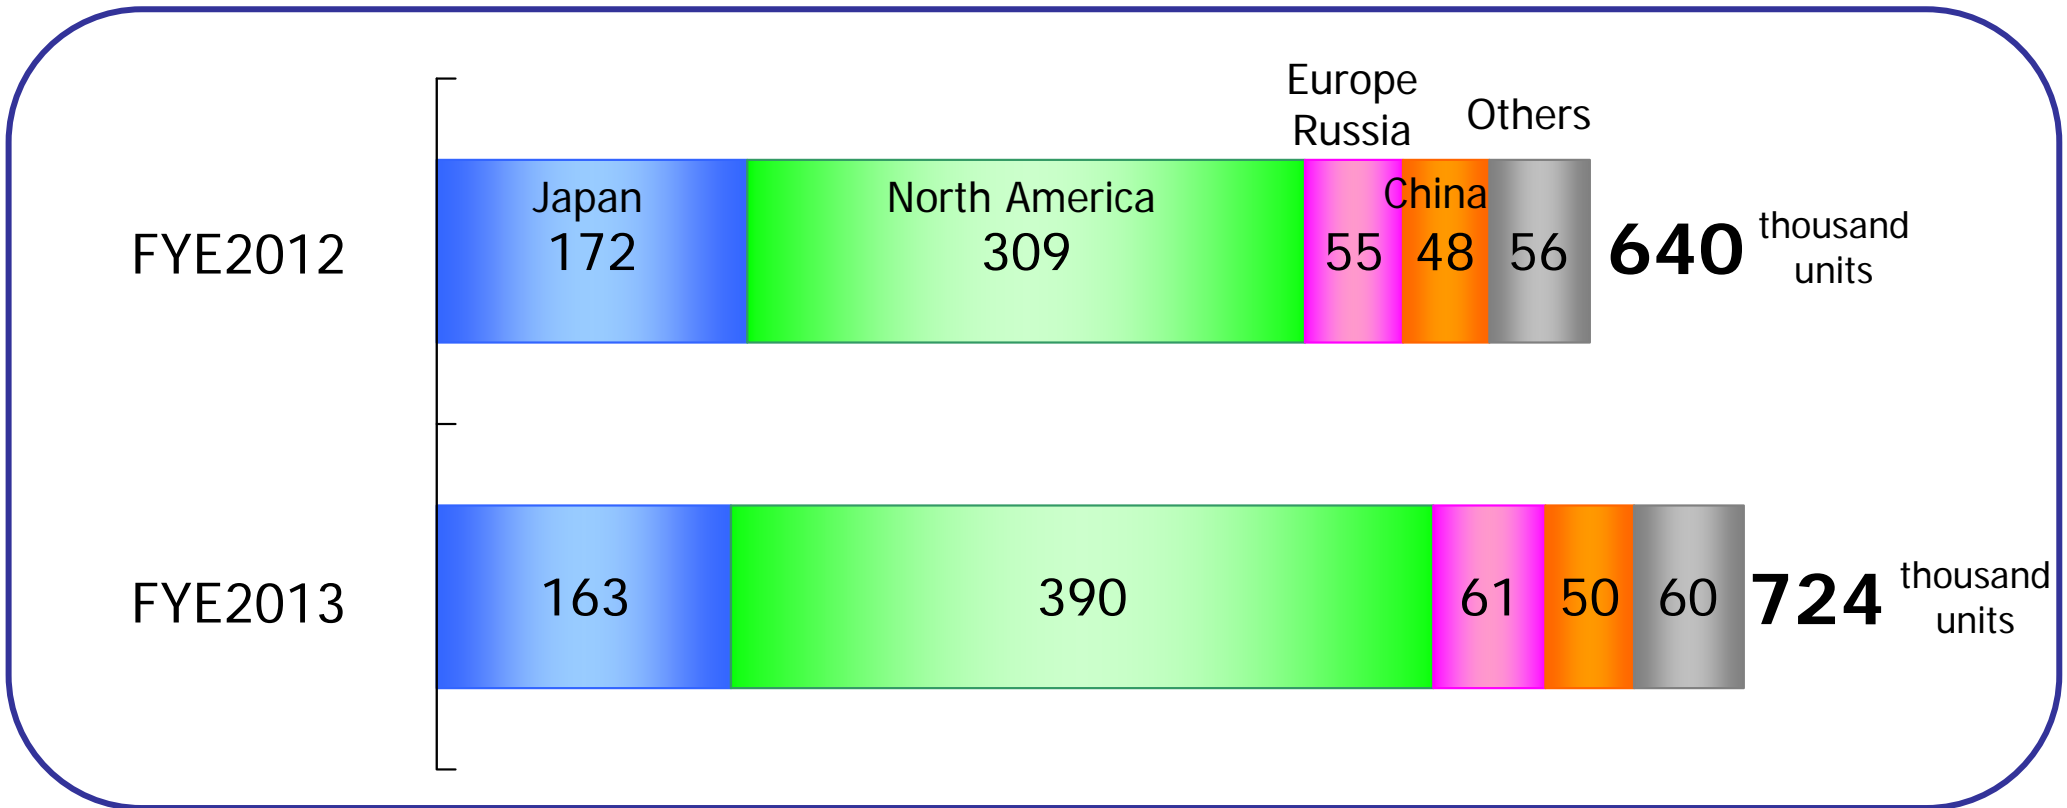 Europe
Russia
Others
Japan
North America
China
FYE2012
172
309
55
48
56
640
thousand
units
FYE2013
163
390
61
50
60
724
thousand
units